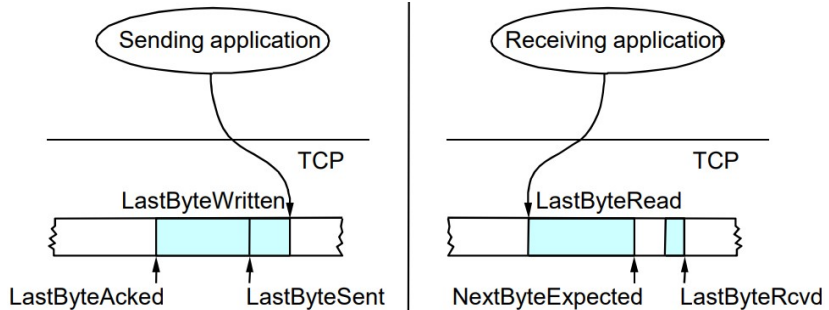 Sending application
Receiving application
TCP
TCP
LastByteWritten
LastByteRead
LastByteAcked
LastByteSent
NextByteExpected
LastByteRcvd